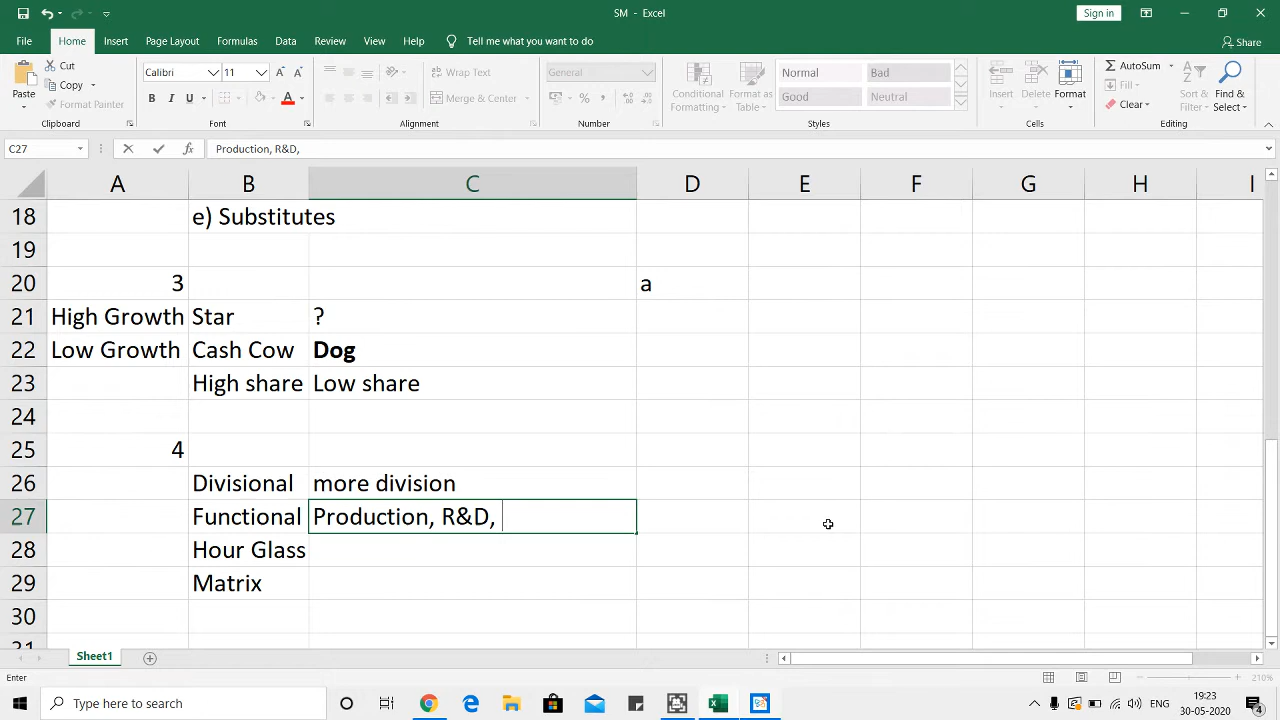 SM - Excel
Sign in
File Home Insert Page Layout Formulas Data Review View Help Tell me what you want to do Share
Paste
Cut
Copy
Format Painter
Clipboard
Calibri 11
B I U
Font
Wrap Text
Merge & Center
Alignment
General
Number
Conditional Formatting
Format as Table
Normal Bad
Good Neutral
Styles
Insert Delete Format
Cells
AutoSum
Fill
Clear
Sort & Filter
Find & Select
Editing
C27 fx Production, R&D,
A B C D E F G H I
18 e) Substitutes
19
20 3 a
21 High Growth Star ?
22 Low Growth Cash Cow Dog
23 High share Low share
24
25 4
26 Divisional more division
27 Functional Production, R&D,
28 Hour Glass
29 Matrix
30
31
Sheet1
Enter 210%
Type here to search
ENG
19:23
30-05-2020
4